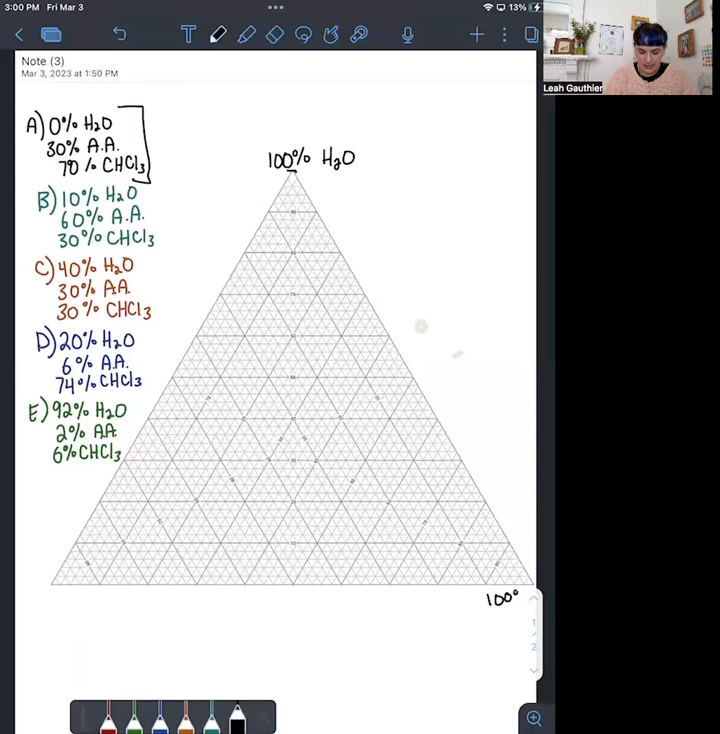 3:00 PM Fri Mar 3
13%
Note (3)
Mar 3, 2023 at 1:50 PM
Leah Gauthier
A) 0% H2O
30% A.A.
70% CHCl3
B) 10% H2O
60% A.A.
30% CHCl3
C) 40% H2O
30% A.A.
30% CHCl3
D) 20% H2O
6% A.A.
74% CHCl3
E) 92% H2O
2% A.A
6% CHCl3
100% H2O
100°
1
2